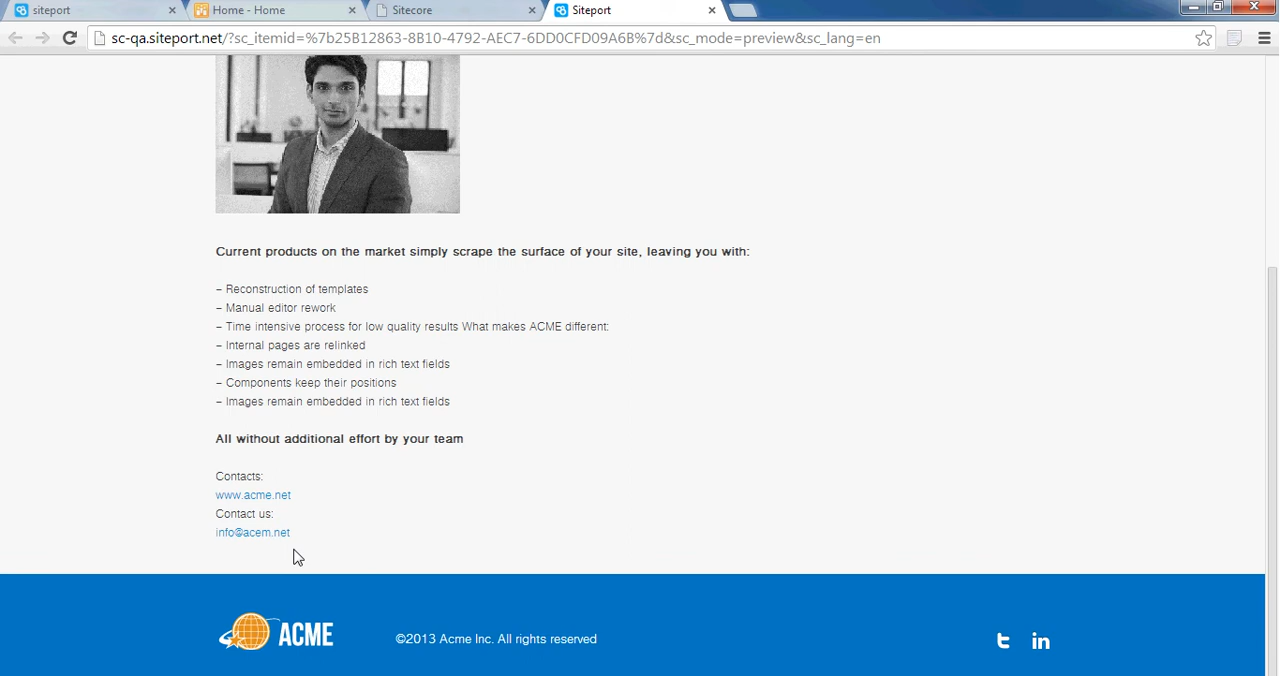 siteport
Home - Home
Sitecore
Siteport
sc-qa.siteport.net/?sc_itemid=%7b25B12863-8B10-4792-AEC7-6DD0CFD09A6B%7d&sc_mode=preview&sc_lang=en
Current products on the market simply scrape the surface of your site, leaving you with:
– Reconstruction of templates
– Manual editor rework
– Time intensive process for low quality results What makes ACME different:
– Internal pages are relinked
– Images remain embedded in rich text fields
– Components keep their positions
– Images remain embedded in rich text fields
All without additional effort by your team
Contacts:
www.acme.net
Contact us:
info@acem.net
ACME
©2013 Acme Inc. All rights reserved
t in